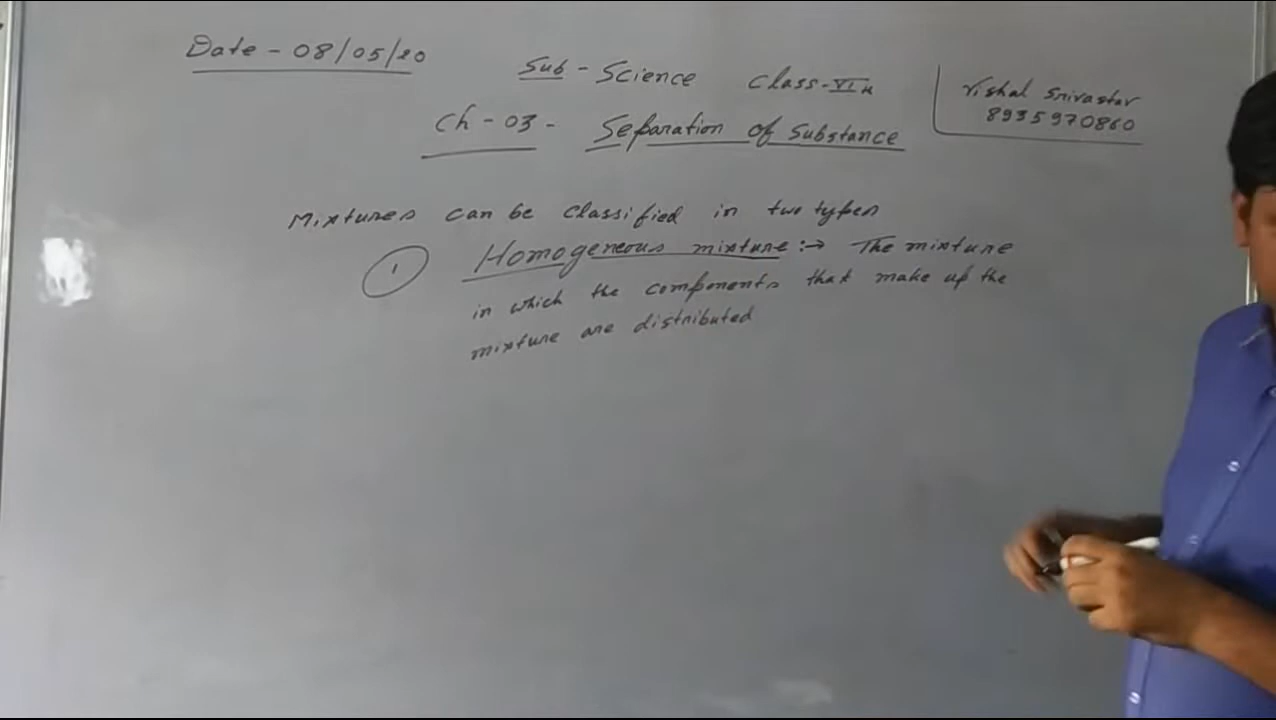 Date - 08/05/20
Sub - Science Class - VIth
Vishal Srivastav
8935970860
Ch - 03 - Separation of Substance
Mixtures can be classified in two types
1 Homogeneous mixture :→ The mixture
in which the components that make up the
mixture are distributed